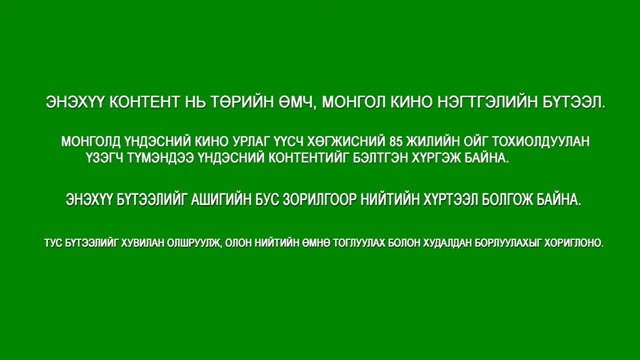 ЭНЭХҮҮ КОНТЕНТ НЬ ТӨРИЙН ӨМЧ, МОНГОЛ КИНО НЭГТГЭЛИЙН БҮТЭЭЛ.
МОНГОЛД ҮНДЭСНИЙ КИНО УРЛАГ ҮҮСЧ ХӨГЖИСНИЙ 85 ЖИЛИЙН ОЙГ ТОХИОЛДУУЛАН
ҮЗЭГЧ ТҮМЭНДЭЭ ҮНДЭСНИЙ КОНТЕНТИЙГ БЭЛТГЭН ХҮРГЭЖ БАЙНА.
ЭНЭХҮҮ БҮТЭЭЛИЙГ АШИГИЙН БУС ЗОРИЛГООР НИЙТИЙН ХҮРТЭЭЛ БОЛГОЖ БАЙНА.
ТУС БҮТЭЭЛИЙГ ХУВИЛАН ОЛШРУУЛЖ, ОЛОН НИЙТИЙН ӨМНӨ ТОГЛУУЛАХ БОЛОН ХУДАЛДАН БОРЛУУЛАХЫГ ХОРИГЛОНО.